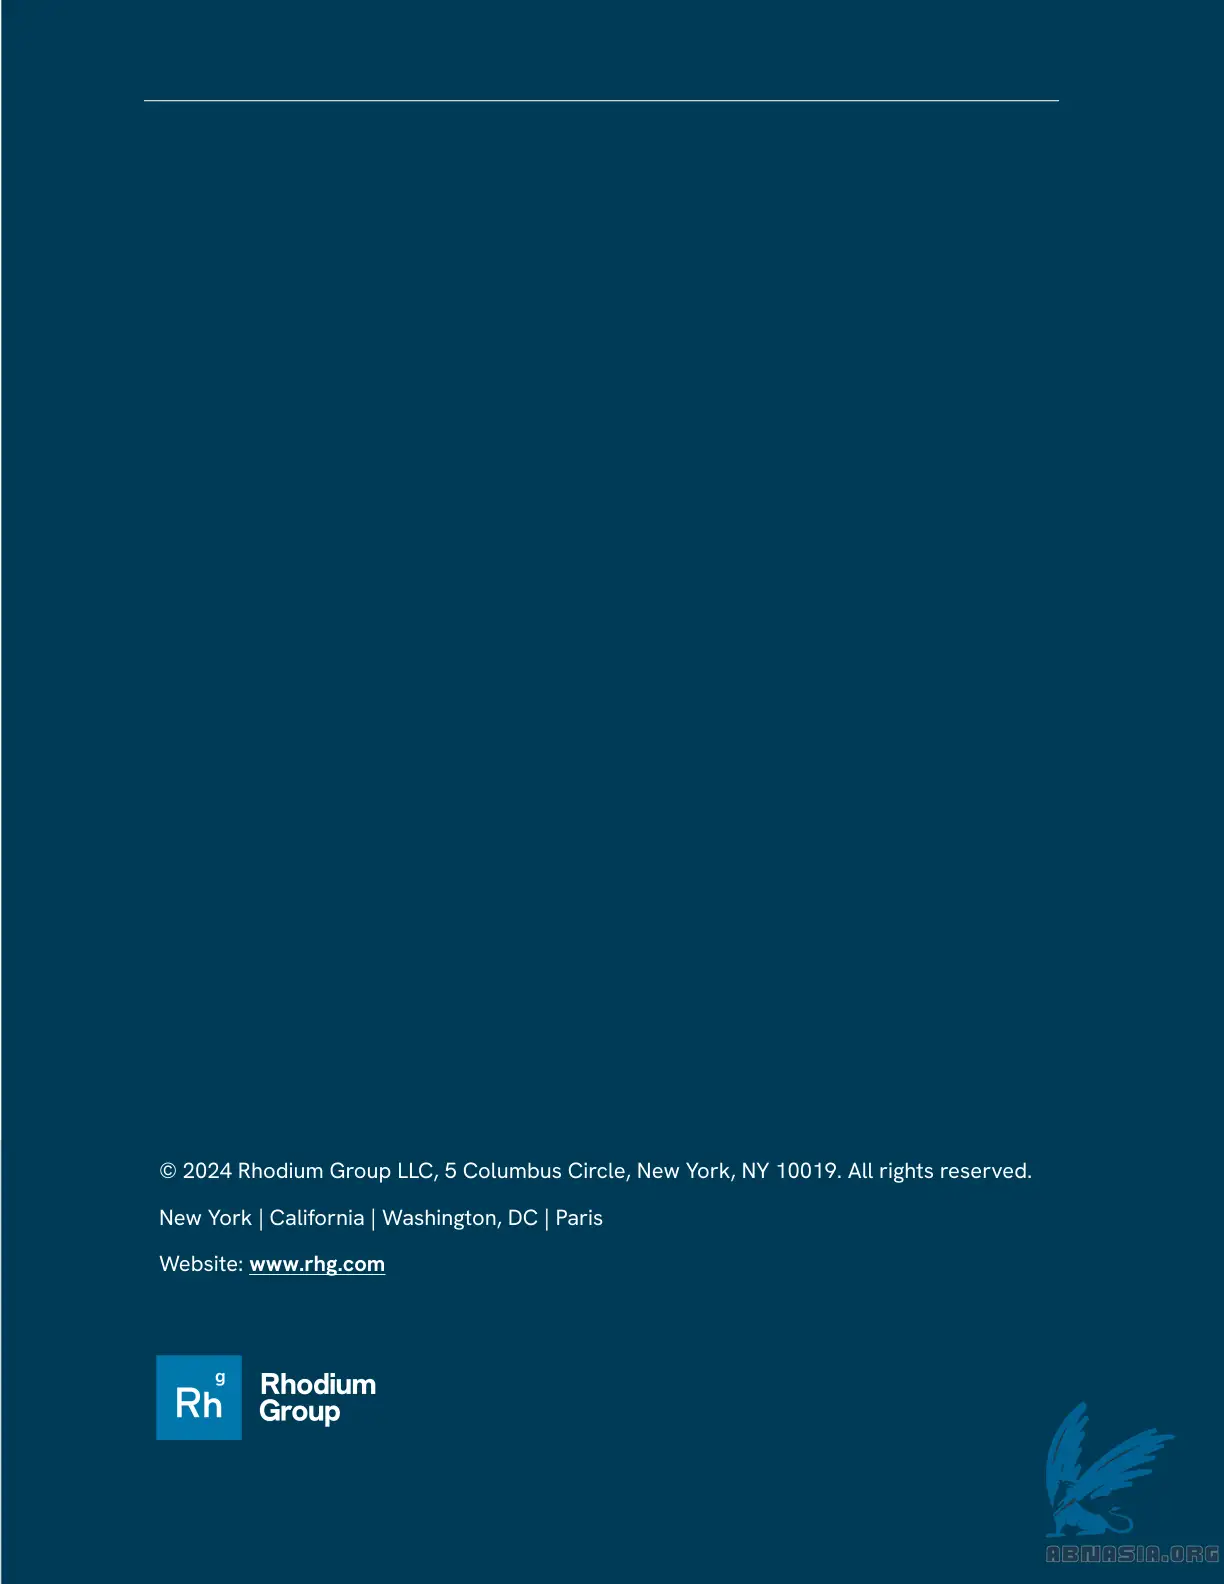 © 2024 Rhodium Group LLC, 5 Columbus Circle, New York, NY 10019. All rights reserved.
New York | California | Washington, DC | Paris
Website: www.rhg.com
Rh g
Rhodium
Group
ABNASIA.ORG